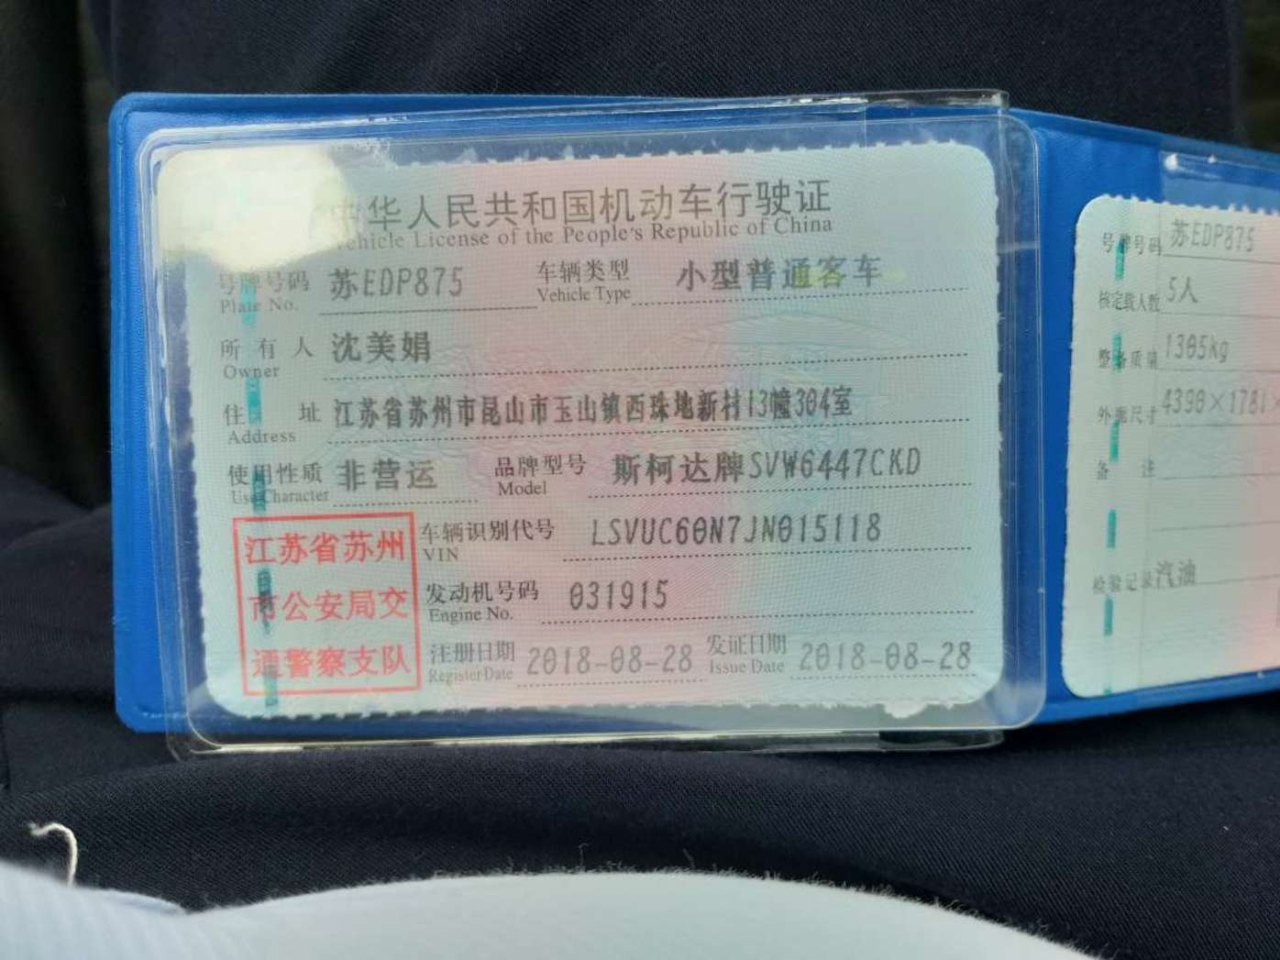 中华人民共和国机动车行驶证
Vehicle License of the People's Republic of China
号牌号码 苏EDP875 车辆类型 小型普通客车
Plate No. Vehicle Type
所有人 沈美娟
Owner
住址 江苏省苏州市昆山市玉山镇西珠地新村13幢304室
Address
使用性质 非营运 品牌型号 斯柯达牌SVW6447CKD
Use Character Model
江苏省苏州
市公安局交
通警察支队
车辆识别代号 LSVUC60N7JN015118
VIN
发动机号码 031915
Engine No.
注册日期 2018-08-28 发证日期 2018-08-28
Register Date Issue Date
号牌号码 苏EDP875
核定载人数 5人
整备质量 1305kg
外廓尺寸 4390×1781×
备注
检验记录 汽油